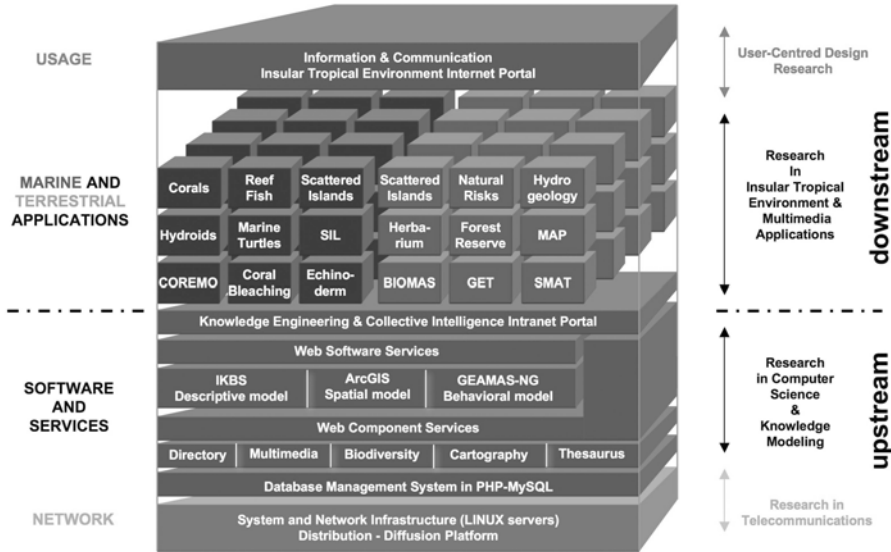 USAGE
Information & Communication
Insular Tropical Environment Internet Portal
User-Centred Design
Research
MARINE AND
TERRESTRIAL
APPLICATIONS
Corals
Reef
Fish
Scattered
Islands
Scattered
Islands
Natural
Risks
Hydro
geology
Hydroids
Marine
Turtles
SIL
Herba-
rium
Forest
Reserve
MAP
COREMO
Coral
Bleaching
Echino-
derm
BIOMAS
GET
SMAT
Research
In
Insular Tropical
Environment &
Multimedia
Applications
downstream
Knowledge Engineering & Collective Intelligence Intranet Portal
SOFTWARE
AND
SERVICES
Web Software Services
IKBS
Descriptive model
ArcGIS
Spatial model
GEAMAS-NG
Behavioral model
Web Component Services
Directory
Multimedia
Biodiversity
Cartography
Thesaurus
Database Management System in PHP-MySQL
Research
in Computer
Science
&
Knowledge
Modeling
upstream
NETWORK
System and Network Infrastructure (LINUX servers)
Distribution - Diffusion Platform
Research in
Telecommunications